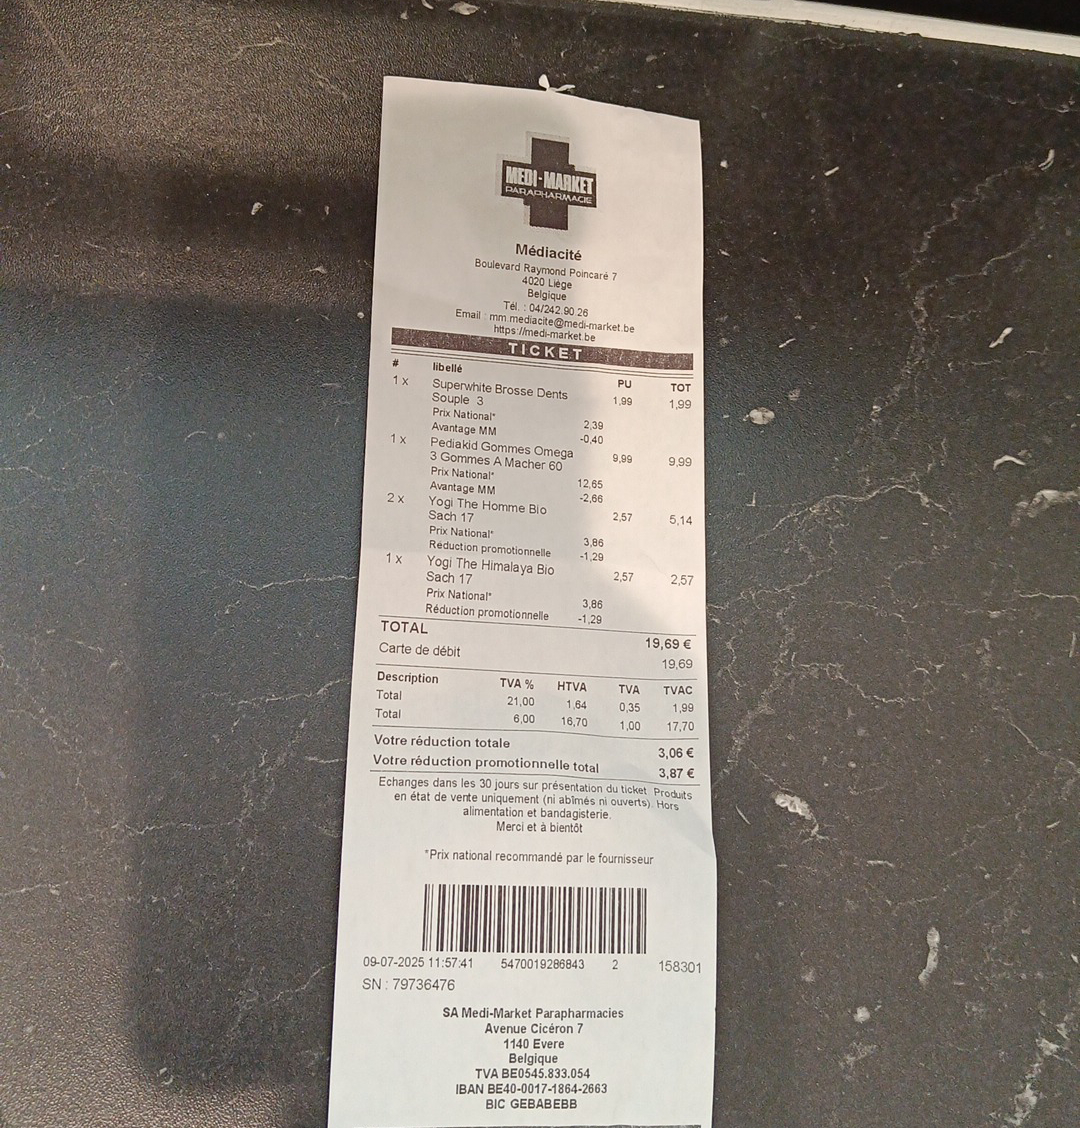 MEDI-MARKET
PARAPHARMACIE
Médiacité
Boulevard Raymond Poincaré 7
4020 Liège
Belgique
Tél. : 04/242.90.26
Email : mm.mediacite@medi-market.be
https://medi-market.be
TICKET
# libellé PU TOT
1 x Superwhite Brosse Dents 1,99 1,99
Souple 3
Prix National* 2,39
Avantage MM -0,40
1 x Pediakid Gommes Omega 9,99 9,99
3 Gommes A Macher 60
Prix National* 12,65
Avantage MM -2,66
2 x Yogi The Homme Bio 2,57 5,14
Sach 17
Prix National* 3,86
Réduction promotionnelle -1,29
1 x Yogi The Himalaya Bio 2,57 2,57
Sach 17
Prix National* 3,86
Réduction promotionnelle -1,29
TOTAL 19,69 €
Carte de débit 19,69
Description TVA % HTVA TVA TVAC
Total 21,00 1,64 0,35 1,99
Total 6,00 16,70 1,00 17,70
Votre réduction totale 3,06 €
Votre réduction promotionnelle total 3,87 €
Echanges dans les 30 jours sur présentation du ticket. Produits
en état de vente uniquement (ni abîmés ni ouverts). Hors
alimentation et bandagisterie.
Merci et à bientôt
*Prix national recommandé par le fournisseur
09-07-2025 11:57:41 5470019286843 2 158301
SN : 79736476
SA Medi-Market Parapharmacies
Avenue Cicéron 7
1140 Evere
Belgique
TVA BE0545.833.054
IBAN BE40-0017-1864-2663
BIC GEBABEBB